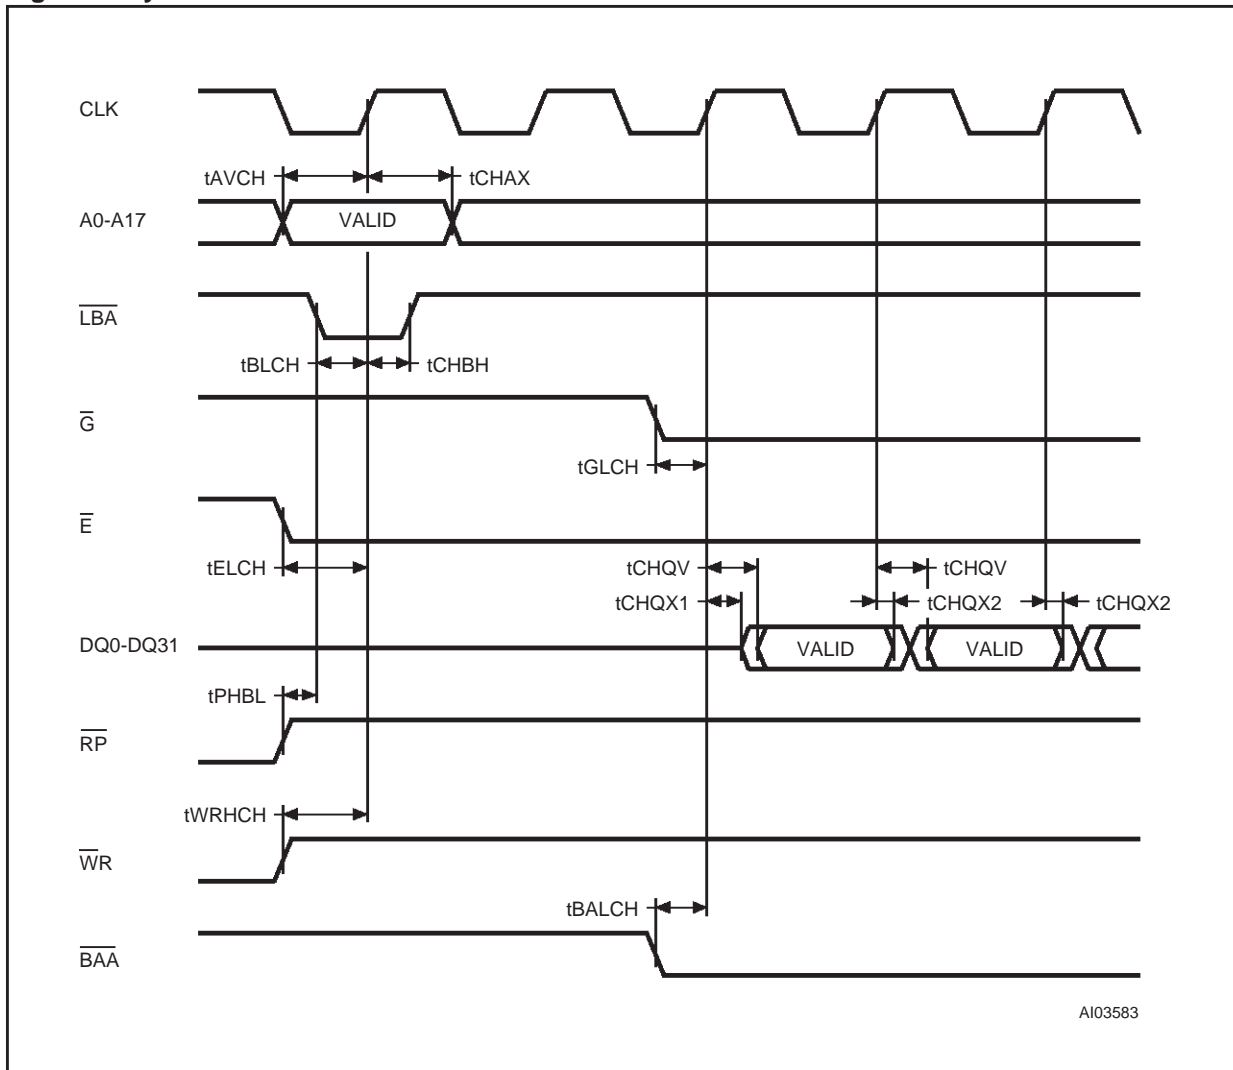 CLK
tAVCH
tCHAX
A0-A17
VALID
LBA
tBLCH
tCHBH
G
tGLCH
E
tELCH
tCHQV
tCHQV
tCHQX1
tCHQX2
tCHQX2
DQ0-DQ31
VALID
VALID
tPHBL
RP
tWRHCH
WR
tBALCH
BAA
AI03583